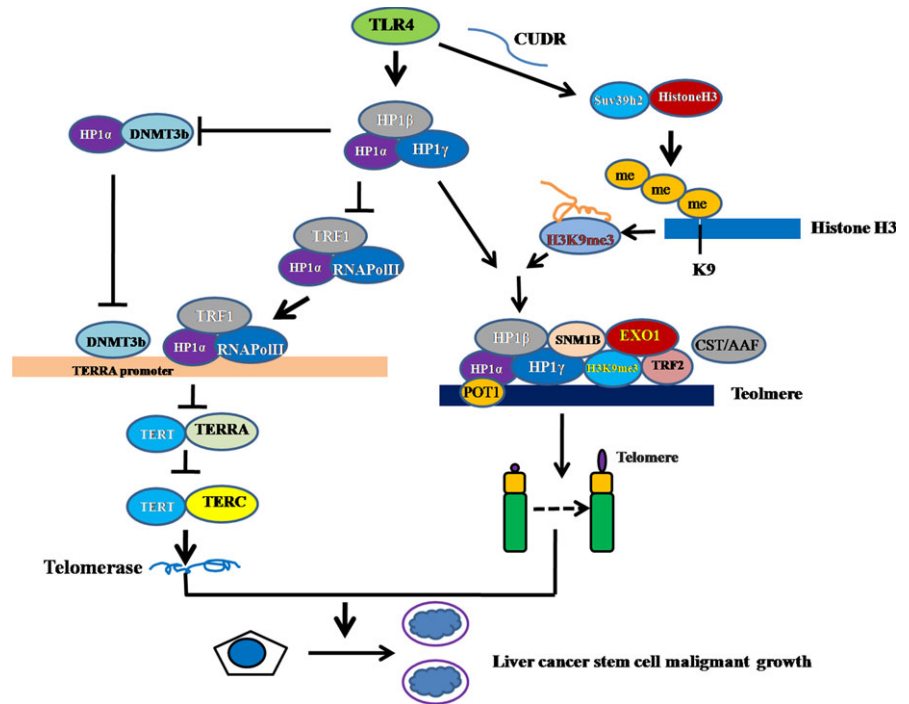 TLR4
CUDR
Suv39h2
HistoneH3
HP1β
HP1α
HP1γ
HP1α
DNMT3b
me
me
me
H3K9me3
Histone H3
K9
TRF1
HP1α
RNAPolII
TRF1
DNMT3b
HP1α
RNAPolII
TERRA promoter
HP1β
SNM1B
EXO1
CST/AAF
HP1α
HP1γ
H3K9me3
TRF2
POT1
Teolmere
TERT
TERRA
Telomere
TERT
TERC
Telomerase
Liver cancer stem cell malignant growth